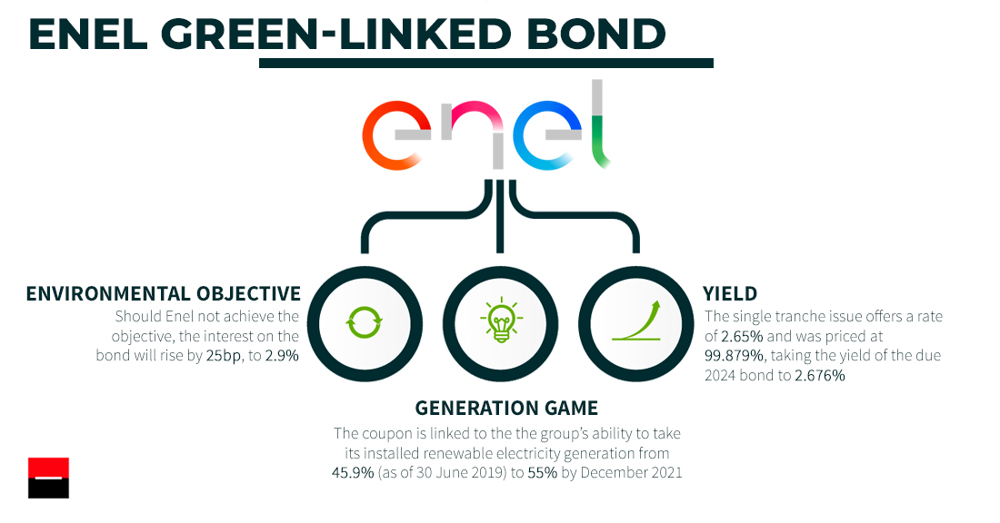 ENEL GREEN-LINKED BOND
enel
ENVIRONMENTAL OBJECTIVE
Should Enel not achieve the
objective, the interest on the
bond will rise by 25bp, to 2.9%
GENERATION GAME
The coupon is linked to the the group's ability to take
its installed renewable electricity generation from
45.9% (as of 30 June 2019) to 55% by December 2021
YIELD
The single tranche issue offers a rate
of 2.65% and was priced at
99.879%, taking the yield of the due
2024 bond to 2.676%